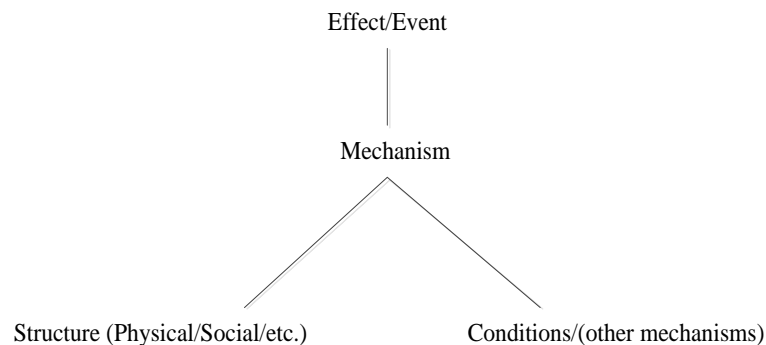 Effect/Event
Mechanism
Structure (Physical/Social/etc.)
Conditions/(other mechanisms)